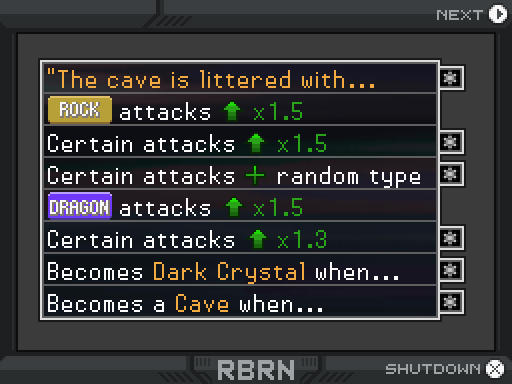 NEXT
"The cave is littered with...
ROCK attacks ⬆ x1.5
Certain attacks ⬆ x1.5
Certain attacks + random type
DRAGON attacks ⬆ x1.5
Certain attacks ⬆ x1.3
Becomes Dark Crystal when...
Becomes a Cave when...
RBRN
SHUTDOWN